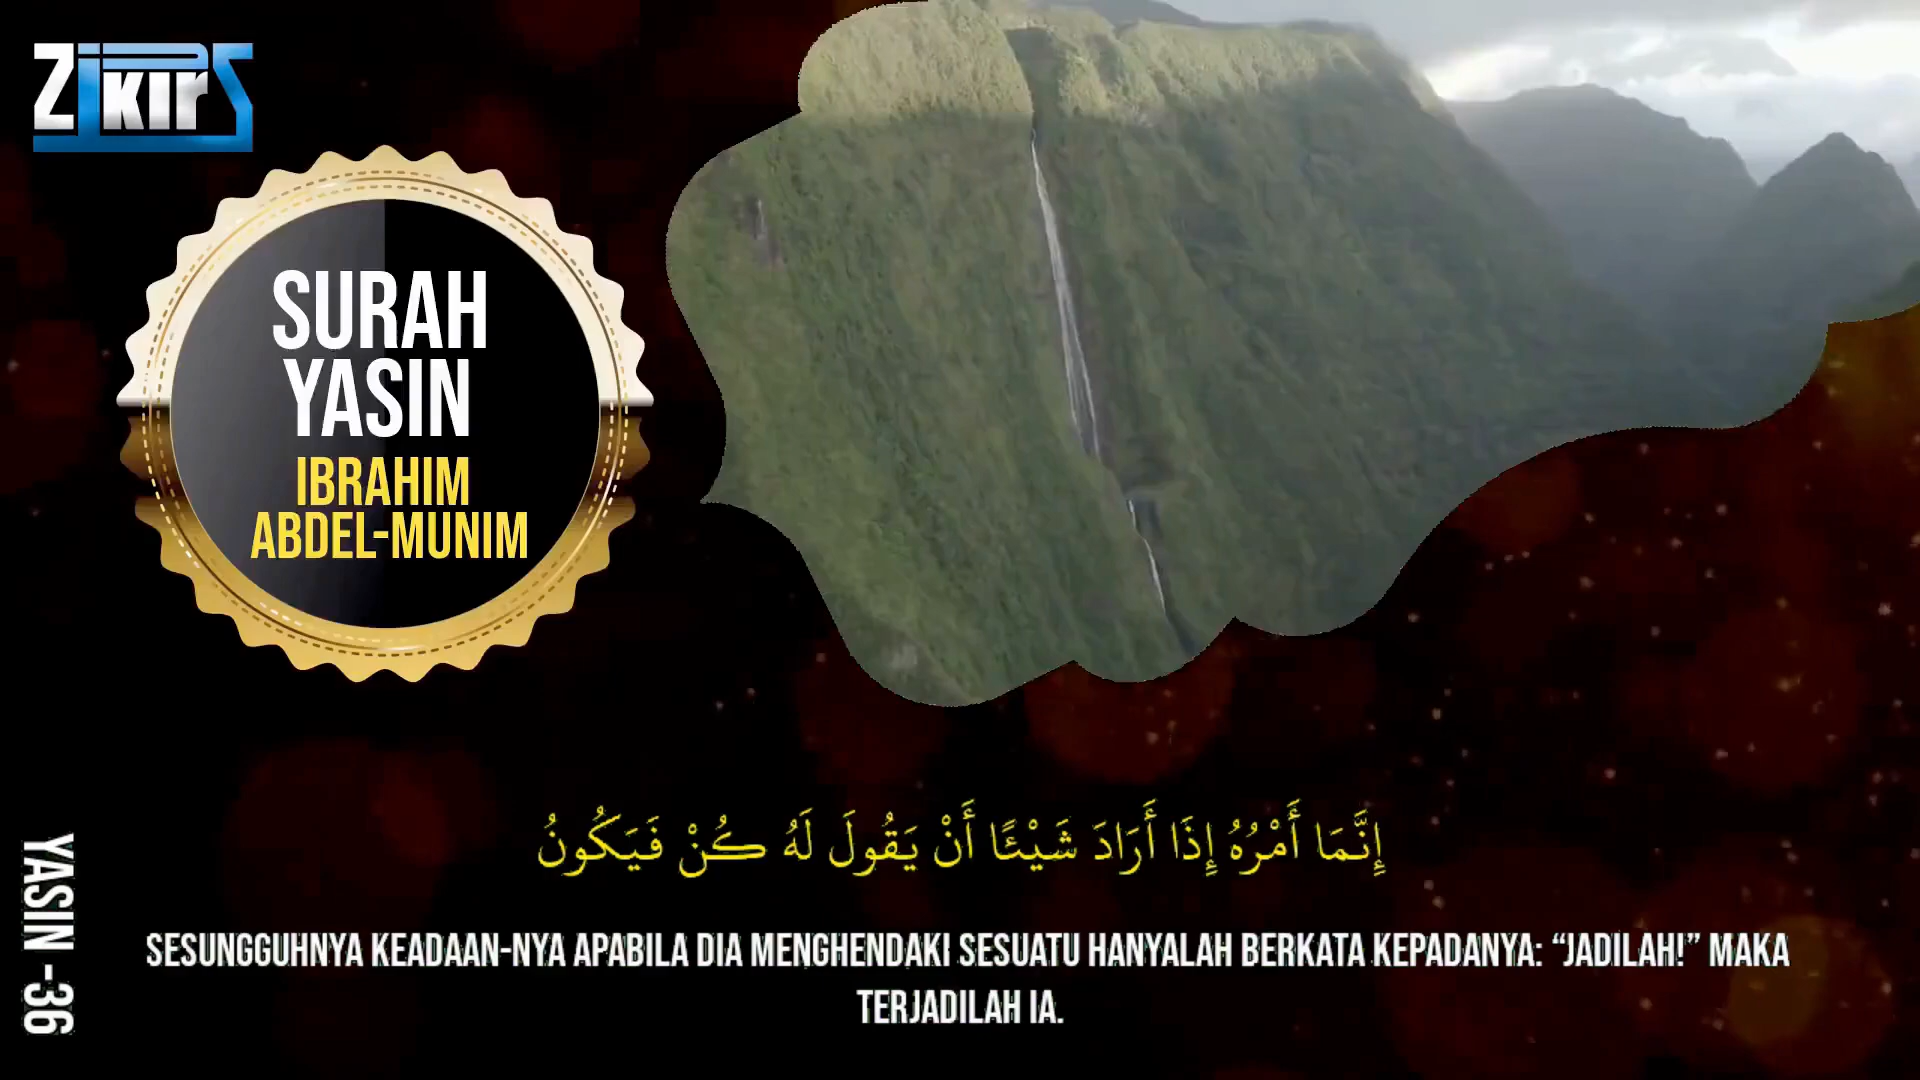 ZikirS
SURAH
YASIN
IBRAHIM
ABDEL-MUNIM
إِنَّمَا أَمْرُهُ إِذَا أَرَادَ شَيْئًا أَنْ يَقُولَ لَهُ كُنْ فَيَكُونُ
SESUNGGUHNYA KEADAAN-NYA APABILA DIA MENGHENDAKI SESUATU HANYALAH BERKATA KEPADANYA: “JADILAH!” MAKA
TERJADILAH IA.
YASIN -36